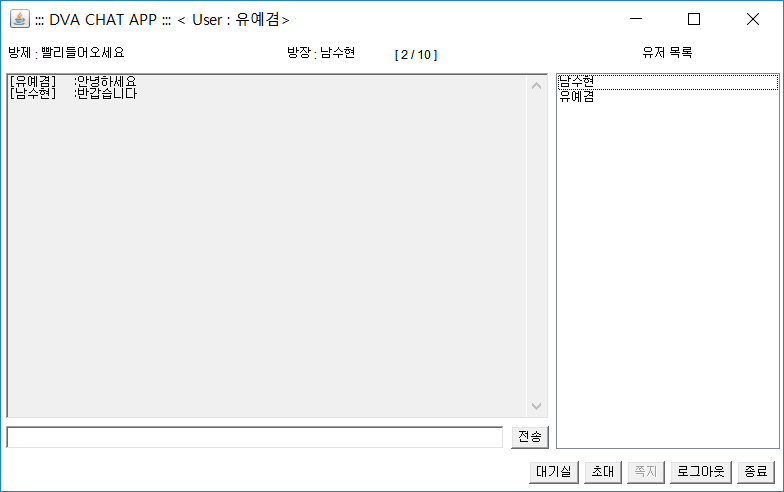 ::: DVA CHAT APP ::: < User : 유예겸>
방제 : 빨리들어오세요 방장 : 남수현 [ 2 / 10 ] 유저 목록
[유예겸] :안녕하세요
[남수현] :반갑습니다
남수현
유예겸
전송
대기실 초대 쪽지 로그아웃 종료